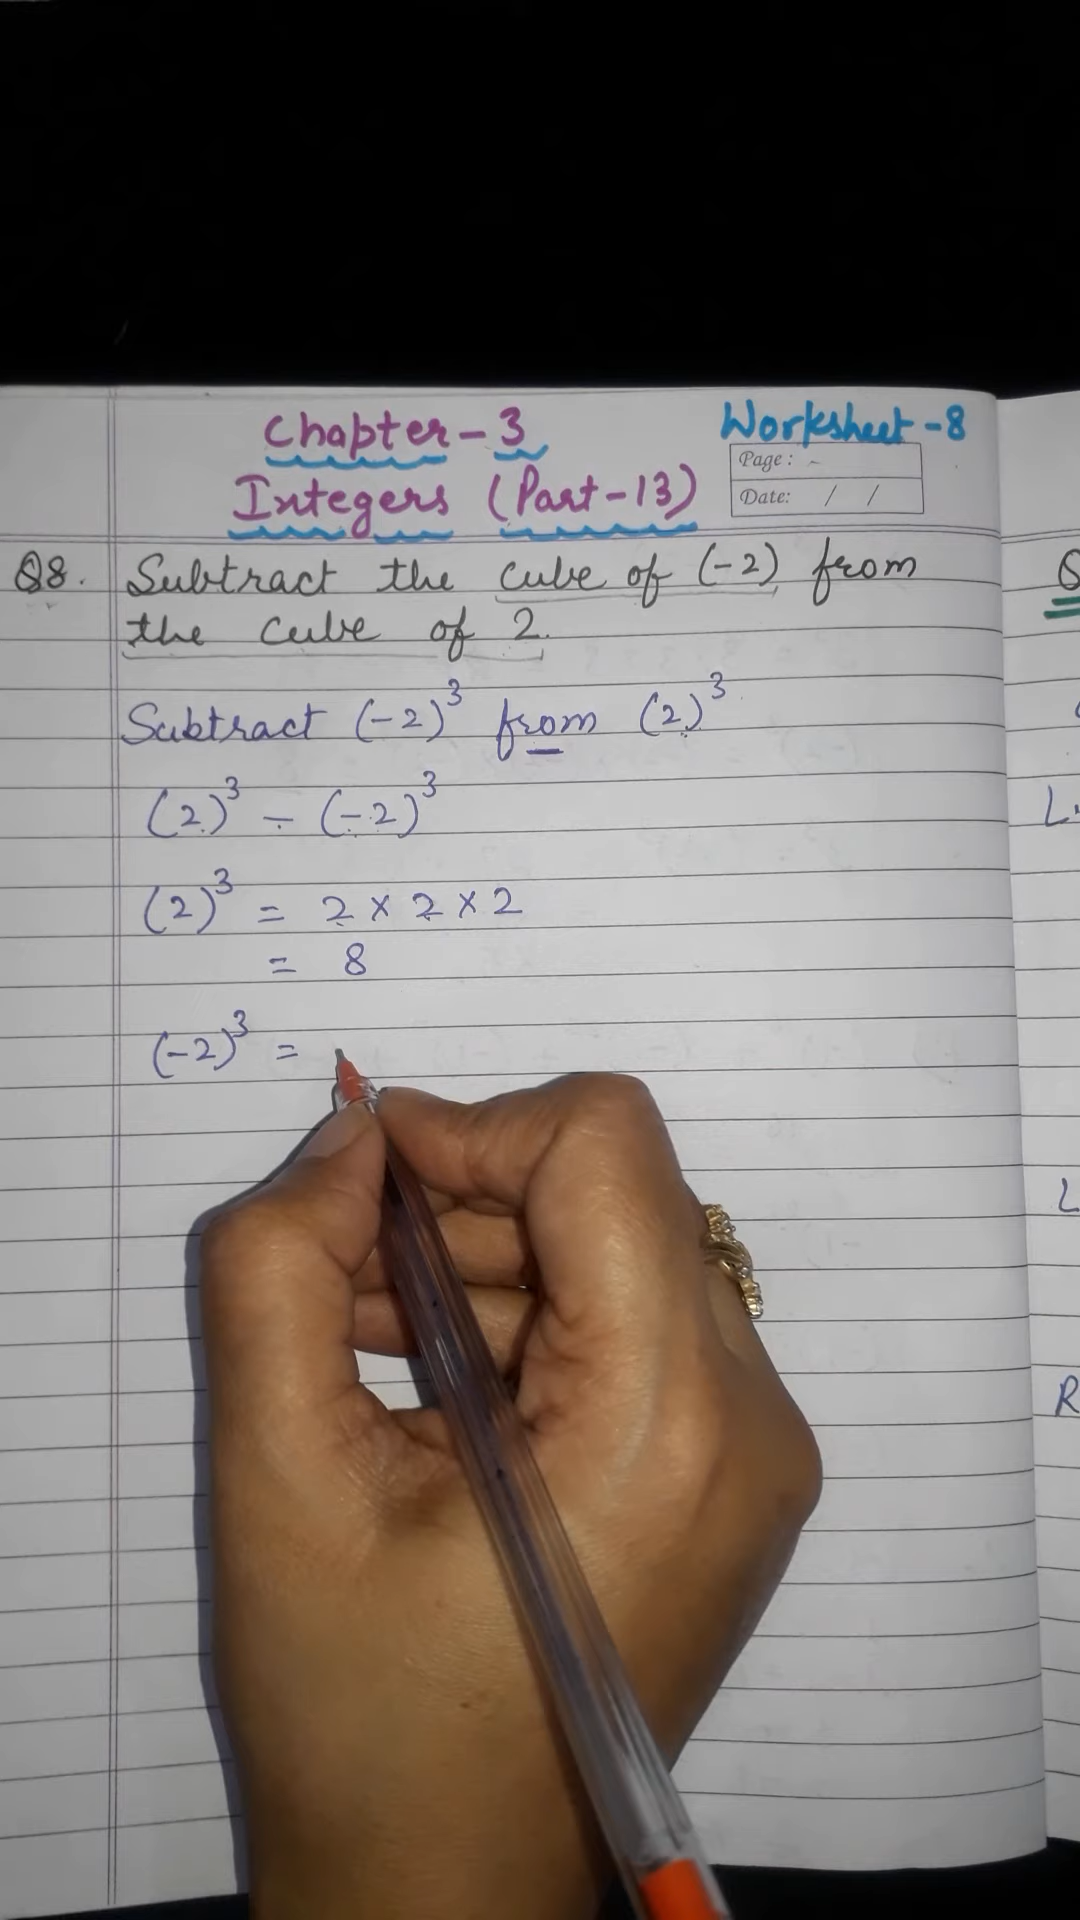 Chapter-3
Worksheet-8
Integers (Part-13)
Page:
Date: / /
Q8. Subtract the cube of (-2) from
the cube of 2.
Subtract (-2)³ from (2)³
(2)³ - (-2)³
(2)³ = 2 × 2 × 2
= 8
(-2)³ =
L
R